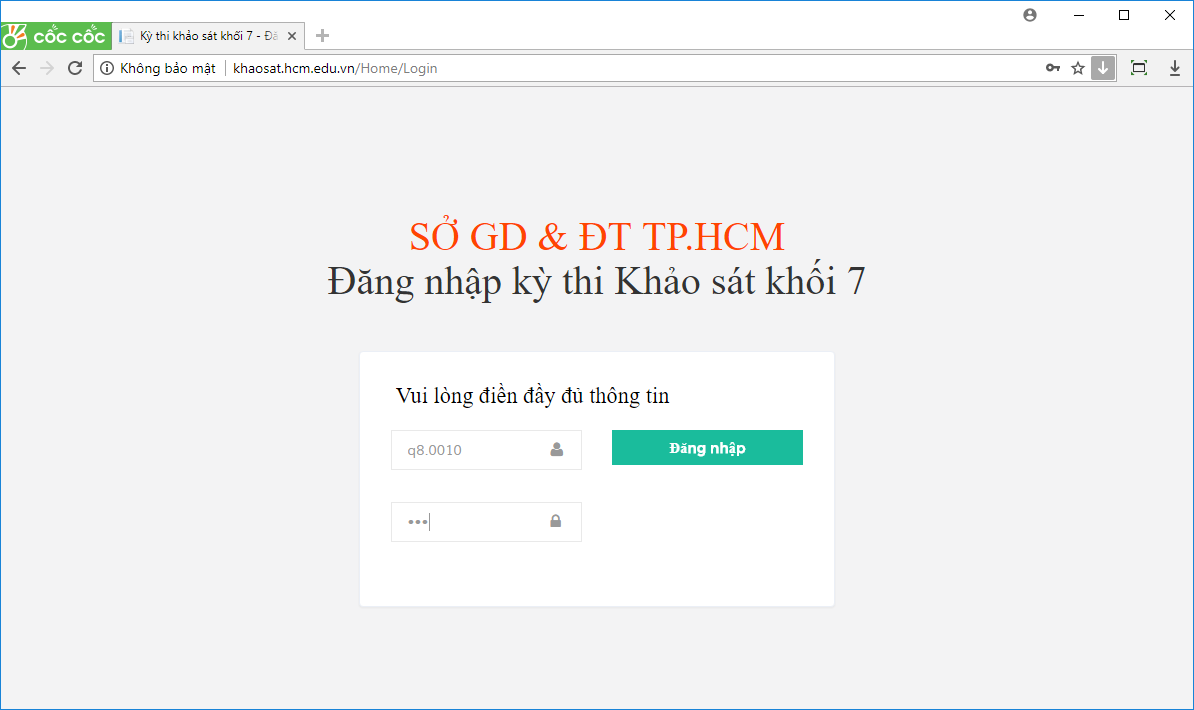 cốc cốc
Kỳ thi khảo sát khối 7 - Đă
Không bảo mật khaosat.hcm.edu.vn/Home/Login
SỞ GD & ĐT TP.HCM
Đăng nhập kỳ thi Khảo sát khối 7
Vui lòng điền đầy đủ thông tin
q8.0010
Đăng nhập
•••